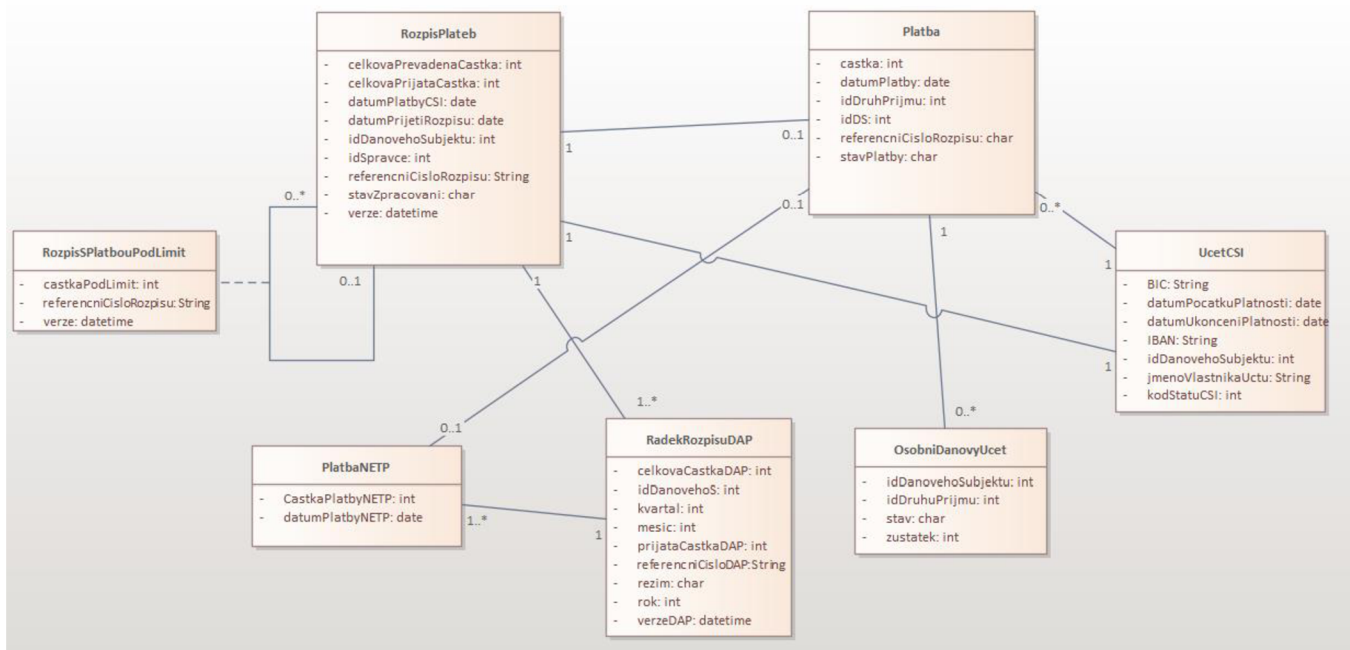 RozpisPlateb
- celkovaPrevadenaCastka: int
- celkovaPrijataCastka: int
- datumPlatbyCSI: date
- datumPrijetiRozpisu: date
- idDanovehoSubjektu: int
- idSpravce: int
- referencniCisloRozpisu: String
- stavZpracovani: char
- verze: datetime
Platba
- castka: int
- datumPlatby: date
- idDruhPrijmu: int
- idDS: int
- referencniCisloRozpisu: char
- stavPlatby: char
0..1
1
0..*
0..1
0..*
1
1
RozpisSPlatbouPodLimit
- castkaPodLimit: int
- referencniCisloRozpisu:String
- verze: datetime
0..1
1
1
UcetCSI
- BIC: String
- datumPocatkuPlatnosti: date
- datumUkonceniPlatnosti: date
- IBAN: String
- idDanovehoSubjektu: int
- jmenoVlastnikaUctu: String
- kodStatuCSI: int
1
1..*
0..*
0..1
PlatbaNETP
- CastkaPlatbyNETP: int
- datumPlatbyNETP: date
1..*
1
RadekRozpisuDAP
- celkovaCastkaDAP: int
- idDanovehoS: int
- kvartal: int
- mesic: int
- prijataCastkaDAP: int
- referencniCisloDAP:String
- rezim: char
- rok: int
- verzeDAP: datetime
OsobniDanovyUcet
- idDanovehoSubjektu: int
- idDruhuPrijmu: int
- stav: char
- zustatek: int